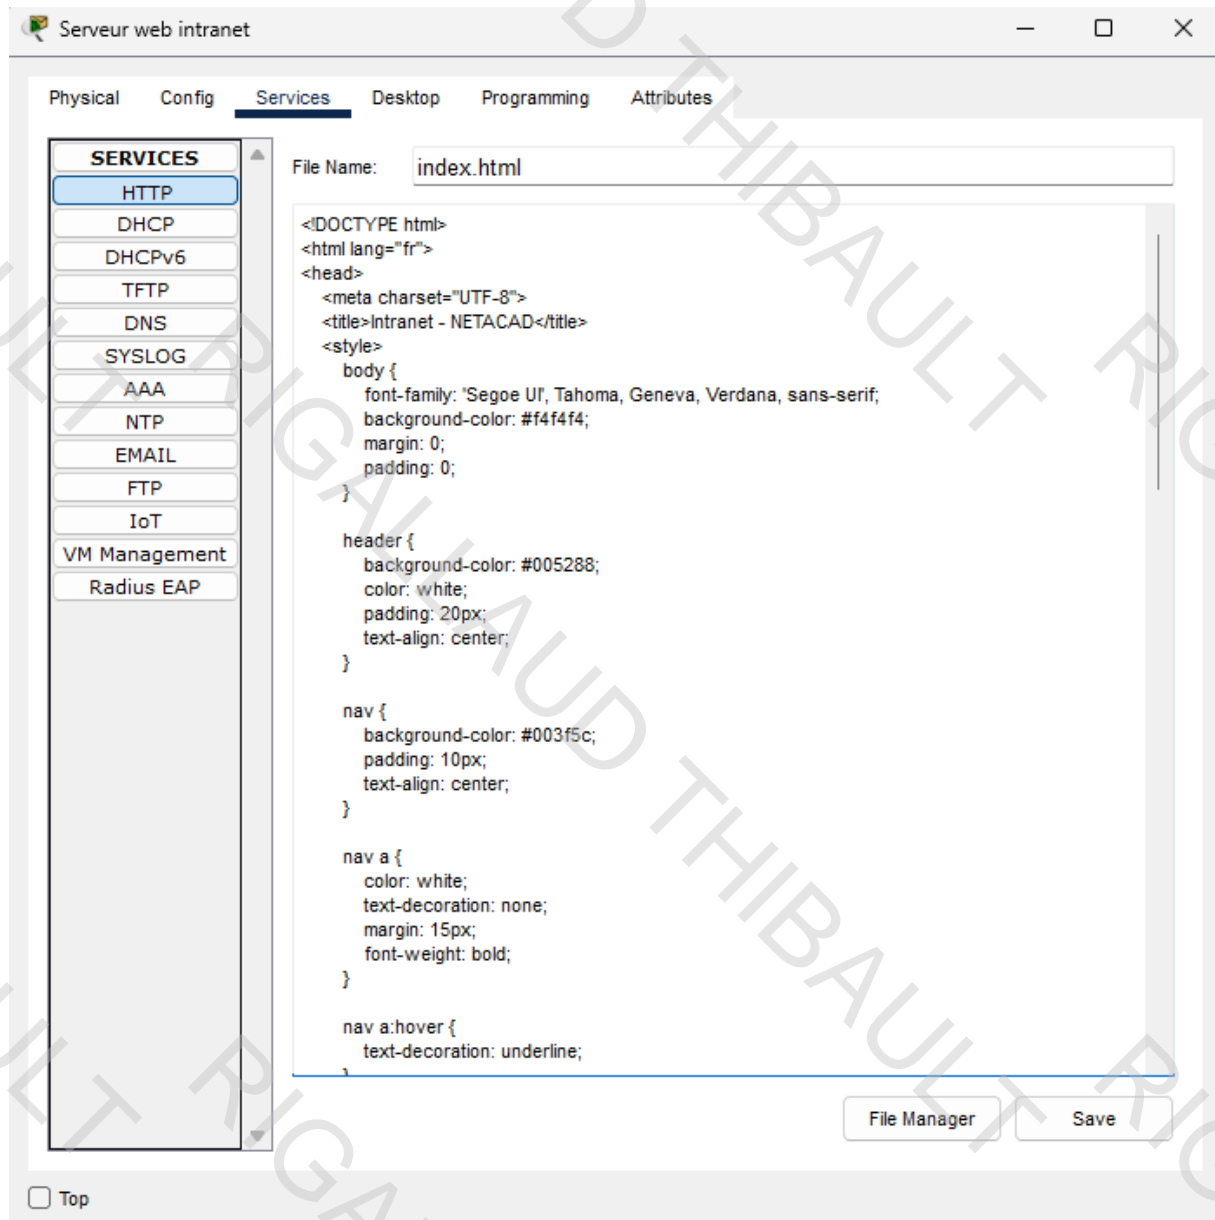 Serveur web intranet
Physical Config Services Desktop Programming Attributes
SERVICES
HTTP
DHCP
DHCPv6
TFTP
DNS
SYSLOG
AAA
NTP
EMAIL
FTP
IoT
VM Management
Radius EAP
File Name: index.html
<!DOCTYPE html>
<html lang="fr">
<head>
<meta charset="UTF-8">
<title>Intranet - NETACAD</title>
<style>
body {
font-family: 'Segoe UI', Tahoma, Geneva, Verdana, sans-serif;
background-color: #f4f4f4;
margin: 0;
padding: 0;
}
header {
background-color: #005288;
color: white;
padding: 20px;
text-align: center;
}
nav {
background-color: #003f5c;
padding: 10px;
text-align: center;
}
nav a {
color: white;
text-decoration: none;
margin: 15px;
font-weight: bold;
}
nav a:hover {
text-decoration: underline;
}
File Manager Save
Top
RIGALLAUD THIBAULT